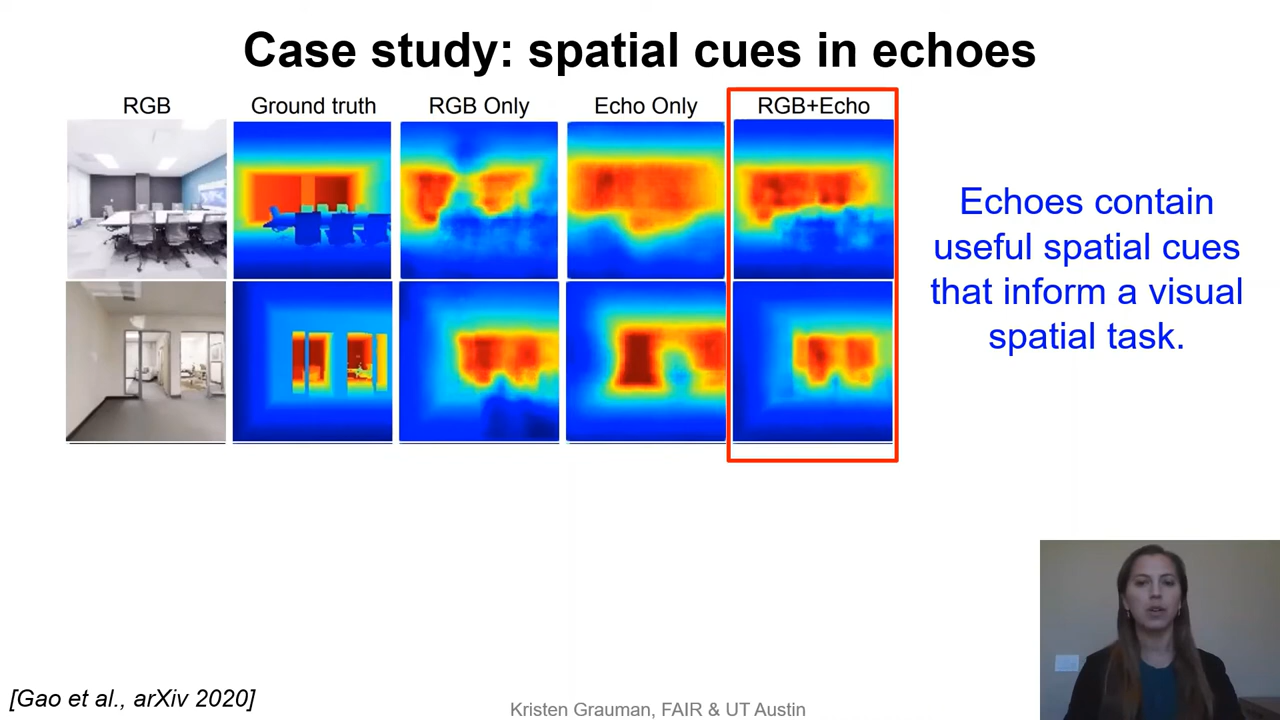 Case study: spatial cues in echoes
RGB
Ground truth
RGB Only
Echo Only
RGB+Echo
Echoes contain
useful spatial cues
that inform a visual
spatial task.
[Gao et al., arXiv 2020]
Kristen Grauman, FAIR & UT Austin